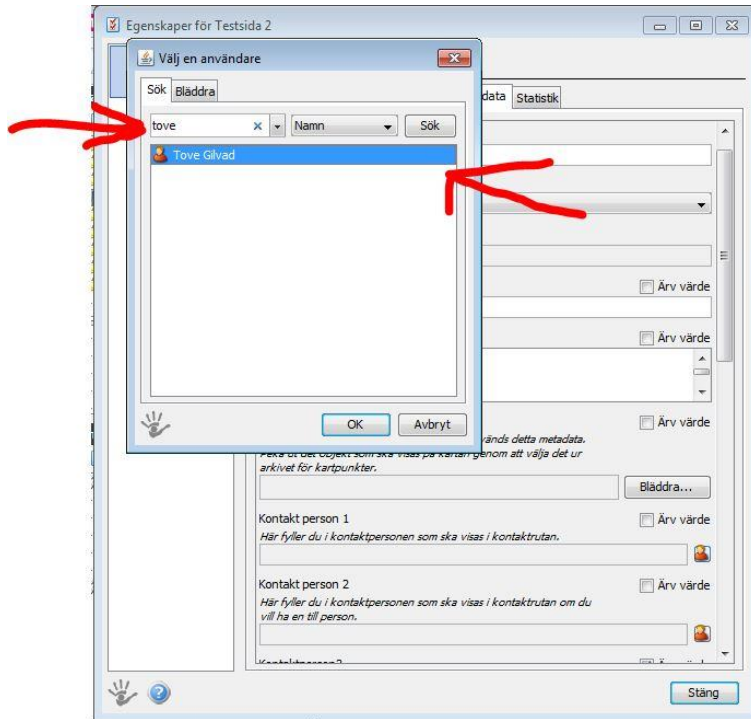 Egenskaper för Testsida 2
Välj en användare
Sök Bläddra
data Statistik
tove Namn Sök
Tove Gilvad
Ärv värde
Ärv värde
OK Avbryt
Ärv värde
vänds detta metadata.
Peka ut det objekt som ska visas på kartan genom att välja det ur
arkivet för kartpunkter.
Bläddra...
Kontakt person 1 Ärv värde
Här fyller du i kontaktpersonen som ska visas i kontaktrutan.
Kontakt person 2 Ärv värde
Här fyller du i kontaktpersonen som ska visas i kontaktrutan om du
vill ha en till person.
Stäng